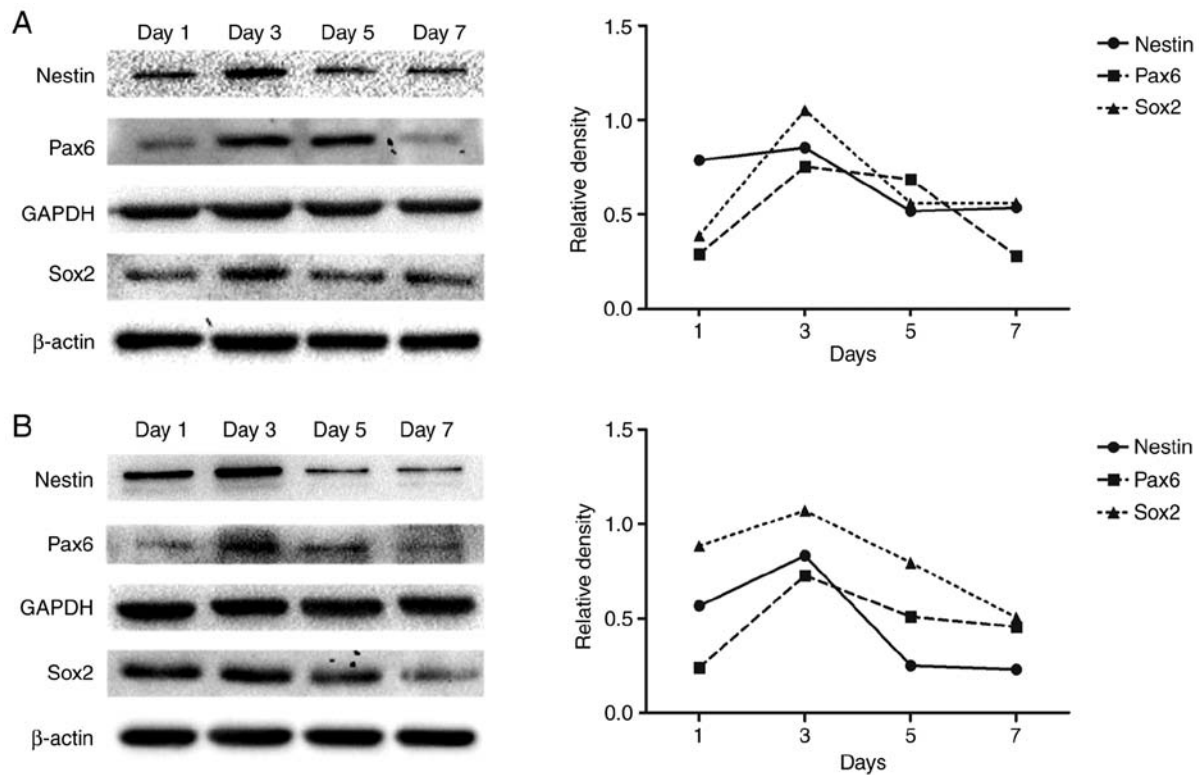 A
Day 1 Day 3 Day 5 Day 7
Nestin
Pax6
GAPDH
Sox2
β-actin
1.5
1.0
0.5
0.0
Relative density
1 3 5 7
Days
Nestin
Pax6
Sox2
B
Day 1 Day 3 Day 5 Day 7
Nestin
Pax6
GAPDH
Sox2
β-actin
1.5
1.0
0.5
0.0
Relative density
1 3 5 7
Days
Nestin
Pax6
Sox2